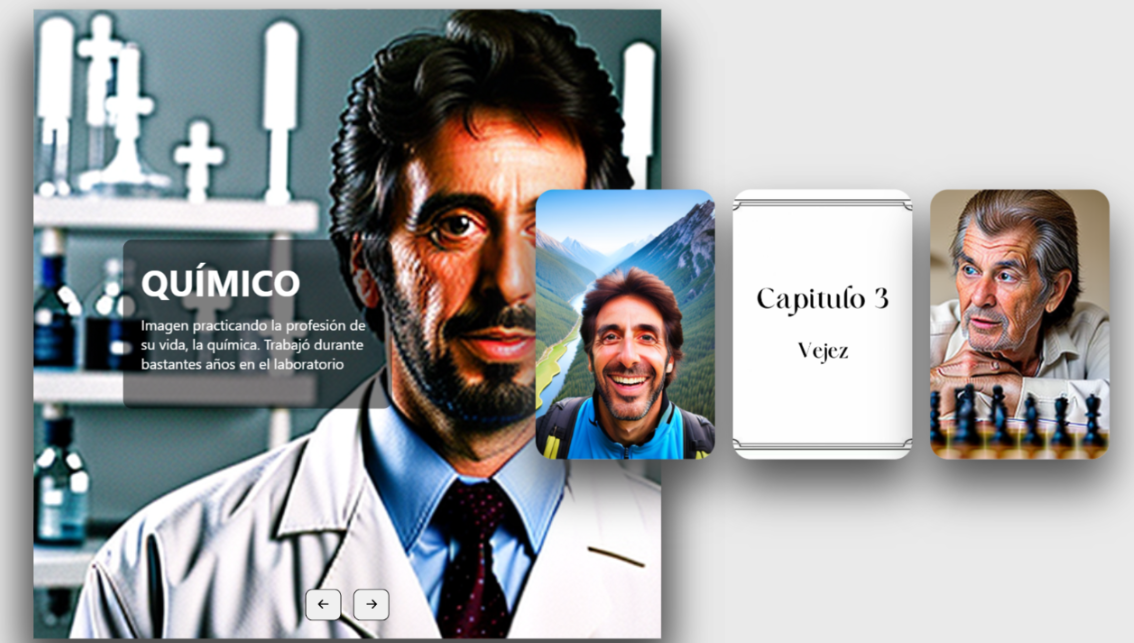 QUÍMICO
Imagen practicando la profesión de
su vida, la química. Trabajó durante
bastantes años en el laboratorio
Capitulo 3
Vejez